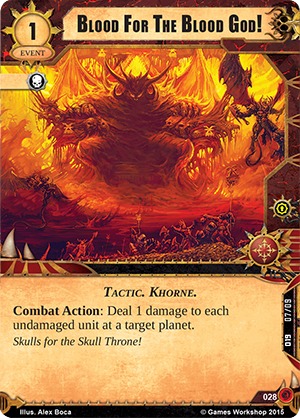 1
BLOOD FOR THE BLOOD GOD!
EVENT
TACTIC. KHORNE.
Combat Action: Deal 1 damage to each
undamaged unit at a target planet.
Skulls for the Skull Throne!
019 07/09
028
Illus. Alex Boca
© Games Workshop 2015